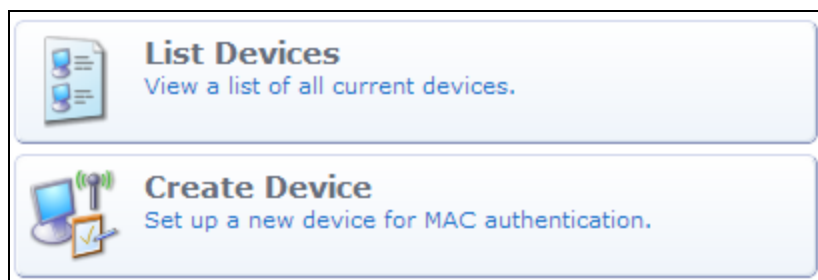 List Devices
View a list of all current devices.
Create Device
Set up a new device for MAC authentication.